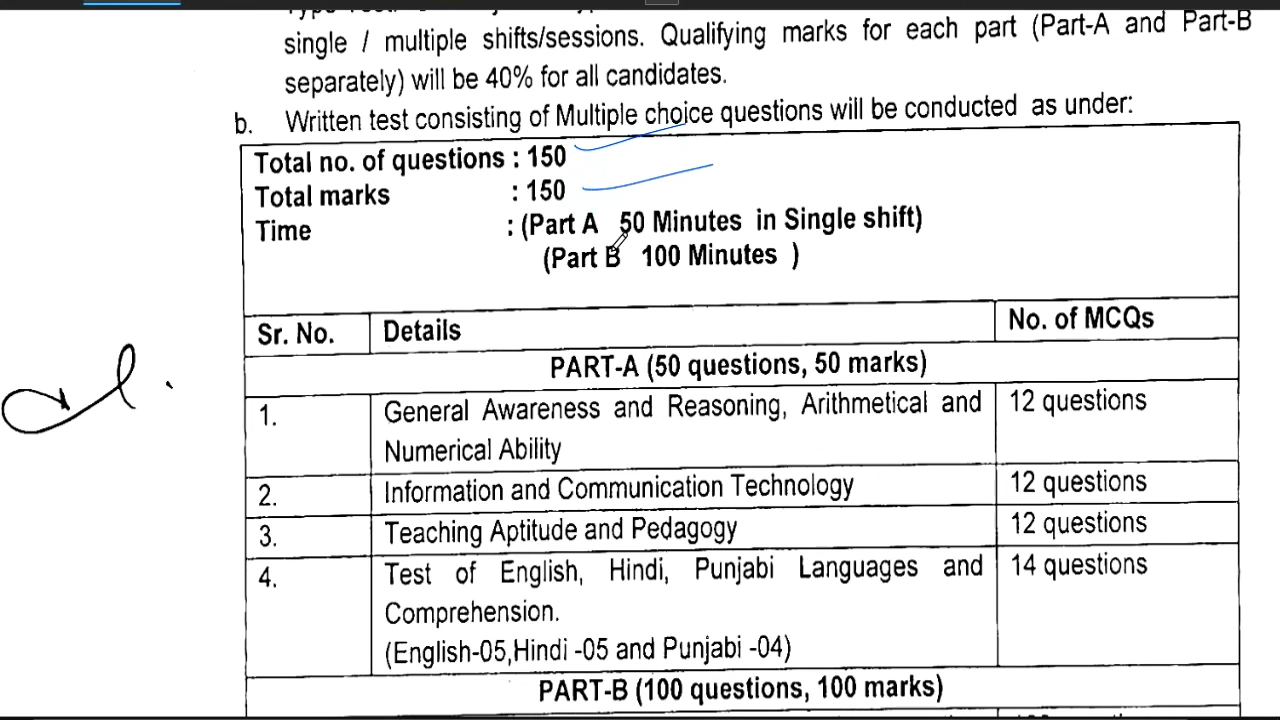 single / multiple shifts/sessions. Qualifying marks for each part (Part-A and Part-B
separately) will be 40% for all candidates.
b. Written test consisting of Multiple choice questions will be conducted as under:
Total no. of questions : 150
Total marks : 150
Time : (Part A 50 Minutes in Single shift)
(Part B 100 Minutes )
Sr. No. Details No. of MCQs
PART-A (50 questions, 50 marks)
1. General Awareness and Reasoning, Arithmetical and 12 questions
Numerical Ability
2. Information and Communication Technology 12 questions
3. Teaching Aptitude and Pedagogy 12 questions
4. Test of English, Hindi, Punjabi Languages and 14 questions
Comprehension.
(English-05,Hindi -05 and Punjabi -04)
PART-B (100 questions, 100 marks)